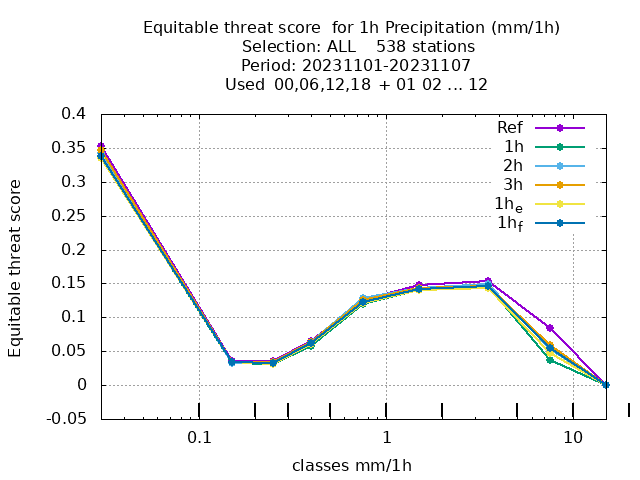 Equitable threat score  for 1h Precipitation (mm/1h)
Selection: ALL    538 stations
Period: 20231101-20231107
Used  00,06,12,18  + 01 02 ... 12
Equitable threat score
0.4
0.35
0.3
0.25
0.2
0.15
0.1
0.05
0
-0.05
Ref
1h
2h
3h
1he
1hf
0.1
1
10
classes mm/1h